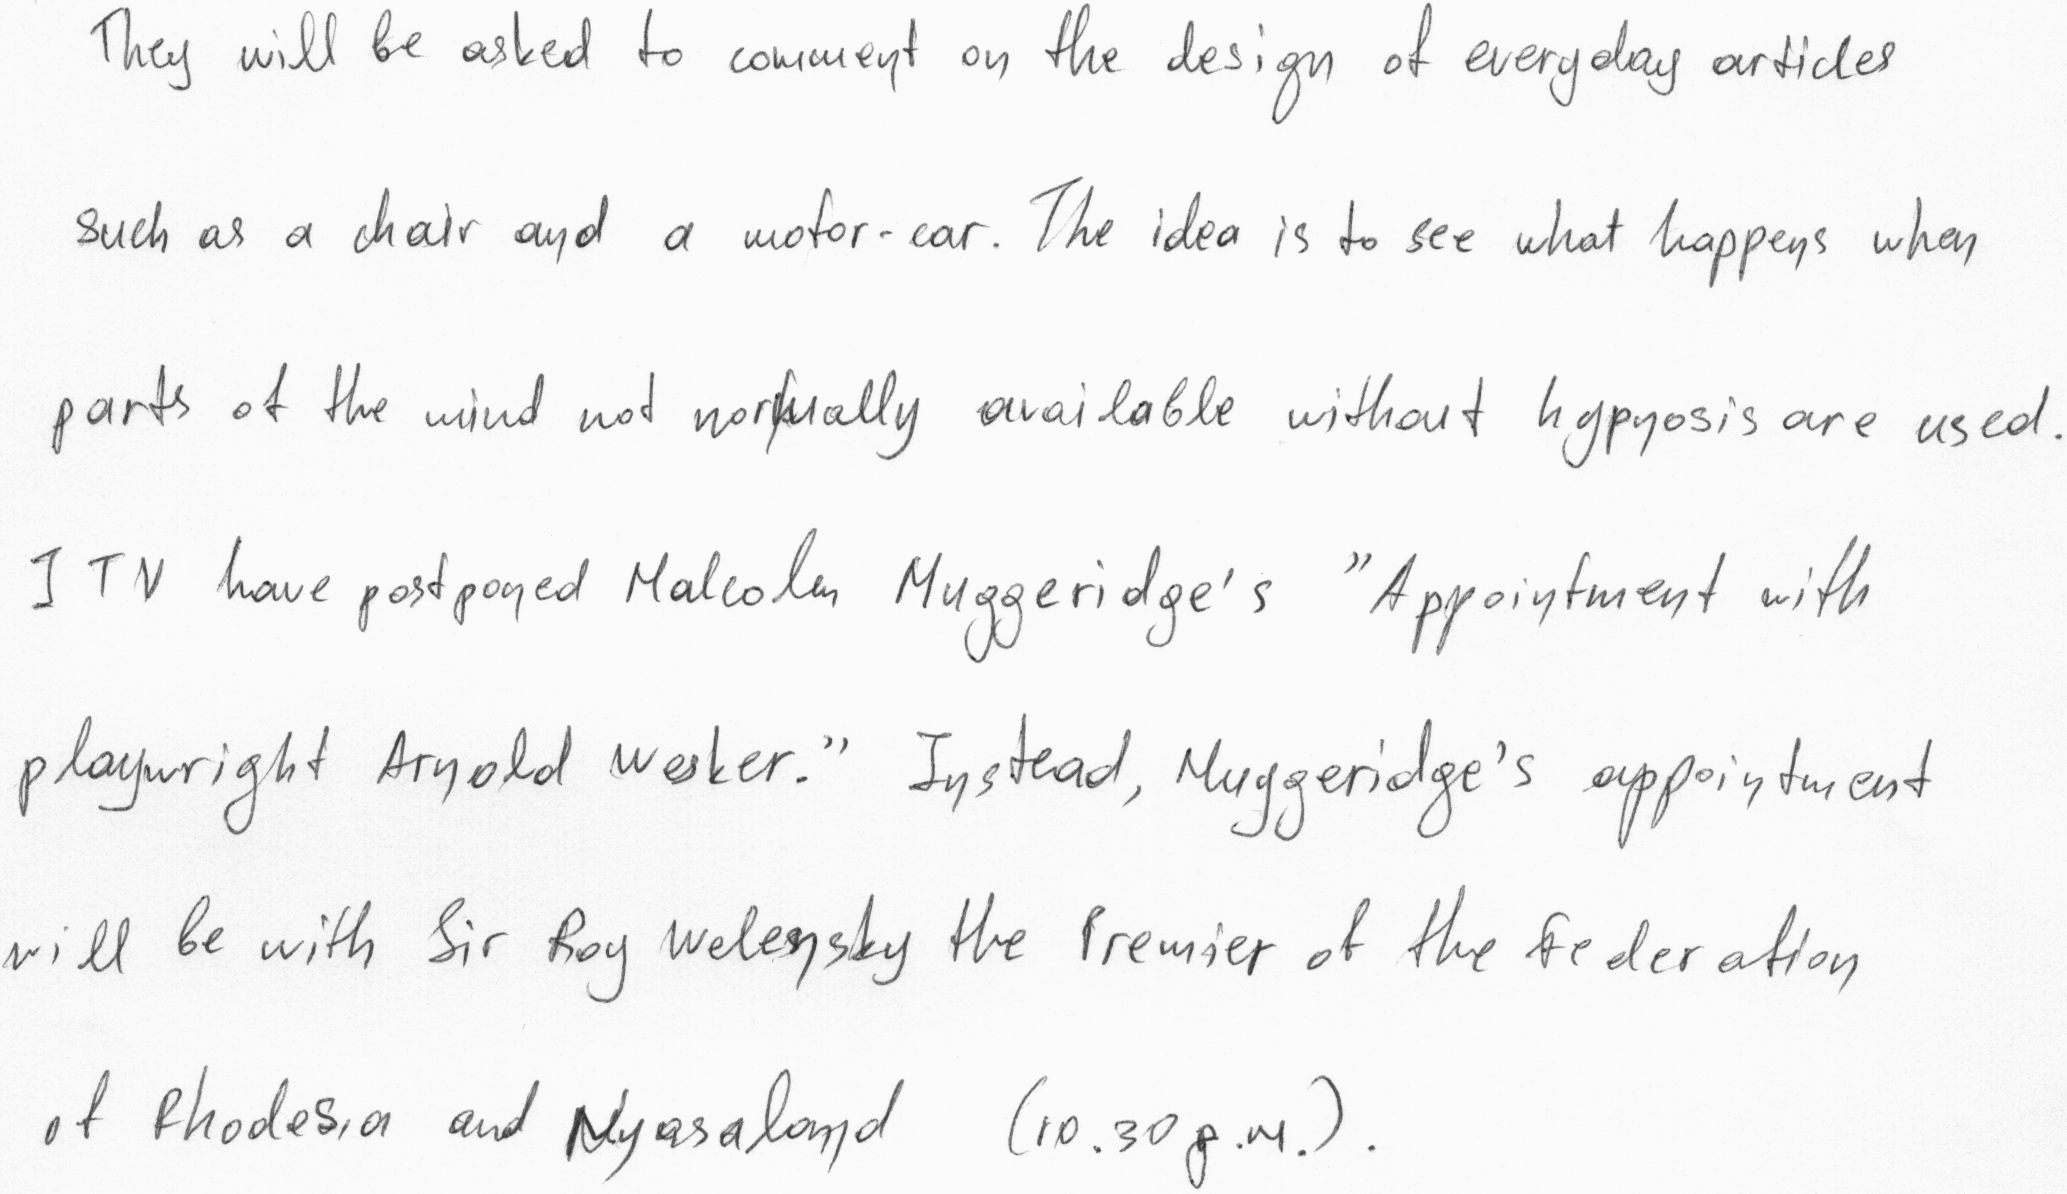 They will be asked to comment on the design of everyday articles
such as a chair and a motor-car. The idea is to see what happens when
parts of the mind not normally available without hypnosis are used.
ITV have postponed Malcolm Muggeridge's "Appointment with
playwright Arnold Wesker." Instead, Muggeridge's appointment
will be with Sir Roy Welensky the Premier of the Federation
of Rhodesia and Nyasaland (10.30 p.m.).